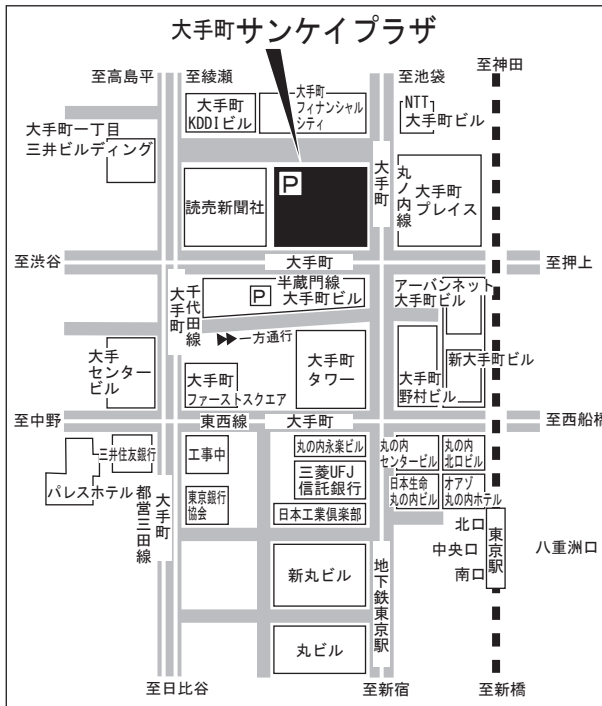 大手町サンケイプラザ
至神田
至高島平
至綾瀬
至池袋
大手町
KDDIビル
大手町
フィナンシャル
シティ
NTT
大手町ビル
大手町一丁目
三井ビルディング
読売新聞社
P
大手町
丸ノ内線
大手町
プレイス
至渋谷
大手町
至押上
千代田線
大手町
P
半蔵門線
大手町ビル
アーバンネット
大手町ビル
一方通行
大手
センター
ビル
大手町
ファーストスクエア
大手町
タワー
大手町
野村ビル
新大手町ビル
至中野
東西線
大手町
至西船橋
三井住友銀行
パレスホテル
都営三田線
大手町
工事中
東京銀行
協会
丸の内永楽ビル
三菱UFJ
信託銀行
日本工業倶楽部
丸の内
センタービル
丸の内
北口ビル
日本生命
丸の内ビル
オアゾ
丸の内ホテル
北口
中央口
南口
東京駅
八重洲口
新丸ビル
地下鉄東京駅
丸ビル
至日比谷
至新宿
至新橋